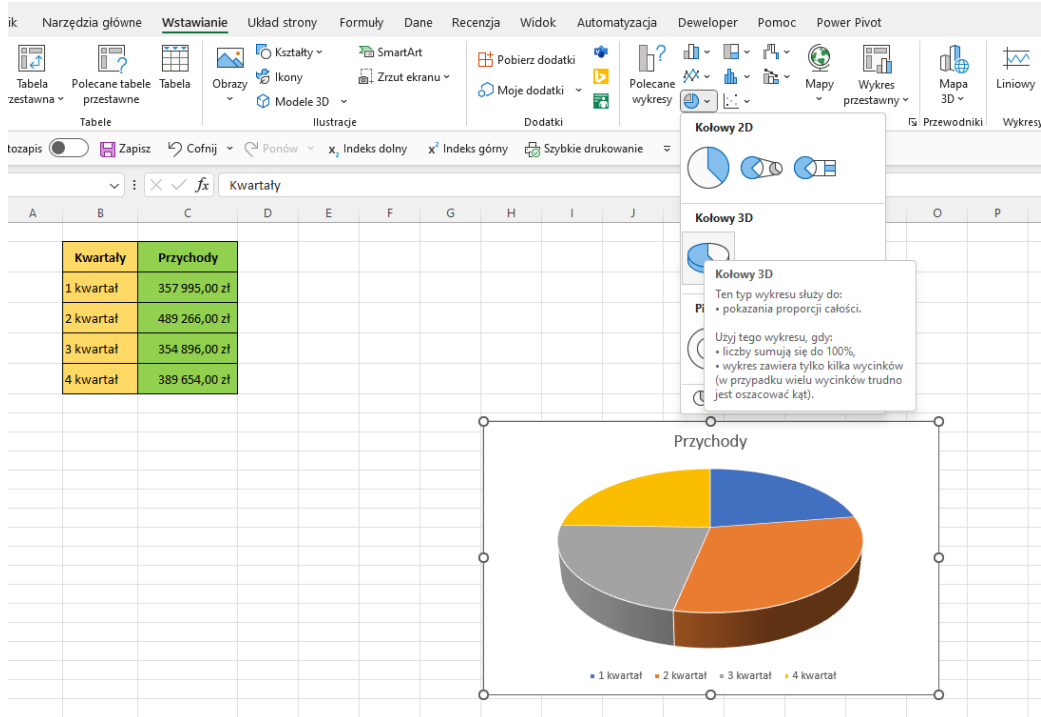 ik Narzędzia główne Wstawianie Układ strony Formuły Dane Recenzja Widok Automatyzacja Deweloper Pomoc Power Pivot
Tabela
zestawna
Polecane tabele
przestawne
Tabela
Tabele
Obrazy
Kształty
Ikony
Modele 3D
SmartArt
Zrzut ekranu
Ilustracje
Pobierz dodatki
Moje dodatki
Dodatki
Polecane
wykresy
Mapy
Wykres
przestawny
Mapa
3D
Przewodniki
Liniowy
Wykresy
tozapis Zapisz Cofnij Ponów x₂ Indeks dolny x² Indeks górny Szybkie drukowanie
fx Kwartały
A B C D E F G H I J O P
Kwartały Przychody
1 kwartał 357 995,00 zł
2 kwartał 489 266,00 zł
3 kwartał 354 896,00 zł
4 kwartał 389 654,00 zł
Kołowy 2D
Kołowy 3D
Pi
Kołowy 3D
Ten typ wykresu służy do:
• pokazania proporcji całości.
Użyj tego wykresu, gdy:
• liczby sumują się do 100%,
• wykres zawiera tylko kilka wycinków
(w przypadku wielu wycinków trudno
jest oszacować kąt).
Przychody
1 kwartał 2 kwartał 3 kwartał 4 kwartał